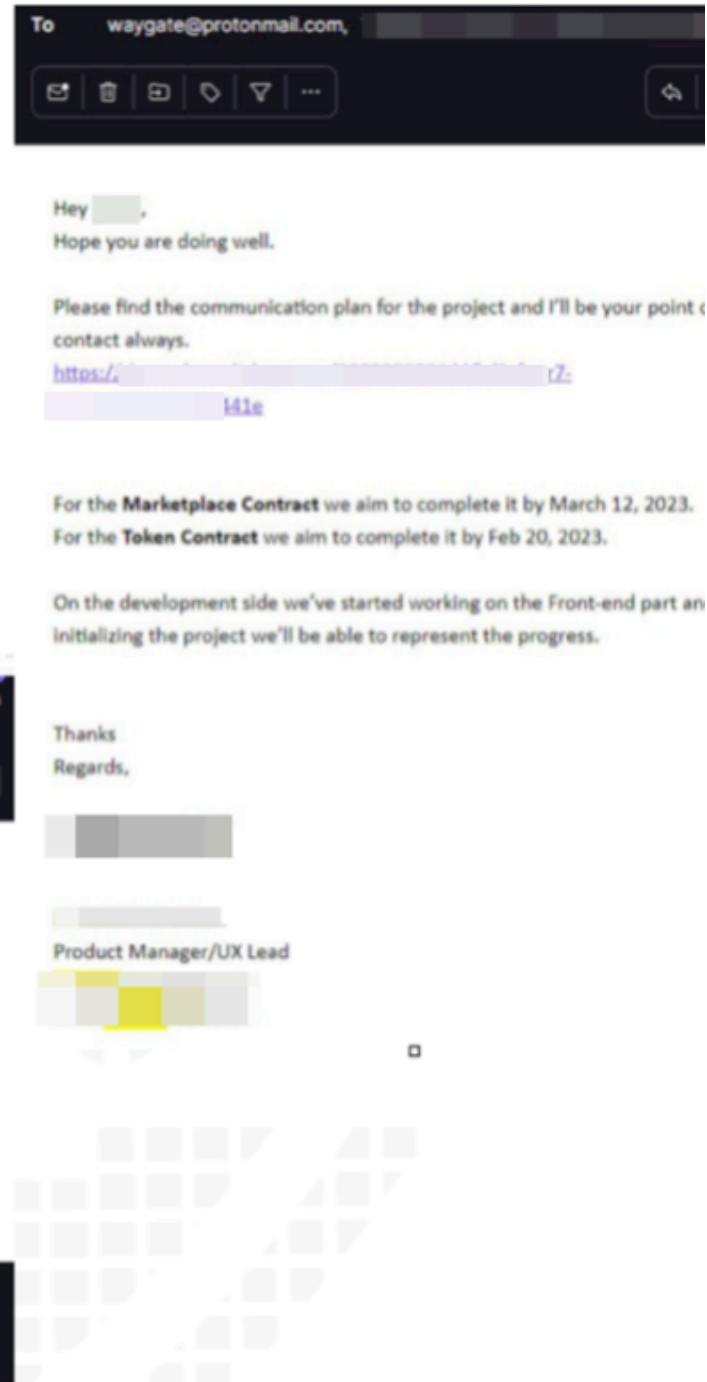 To waygate@protonmail.com,
Hey ,
Hope you are doing well.
Please find the communication plan for the project and I'll be your point
contact always.
https:/
441e
For the Marketplace Contract we aim to complete it by March 12, 2023.
For the Token Contract we aim to complete it by Feb 20, 2023.
On the development side we've started working on the Front-end part
initializing the project we'll be able to represent the progress.
Thanks
Regards,
Product Manager/UX Lead